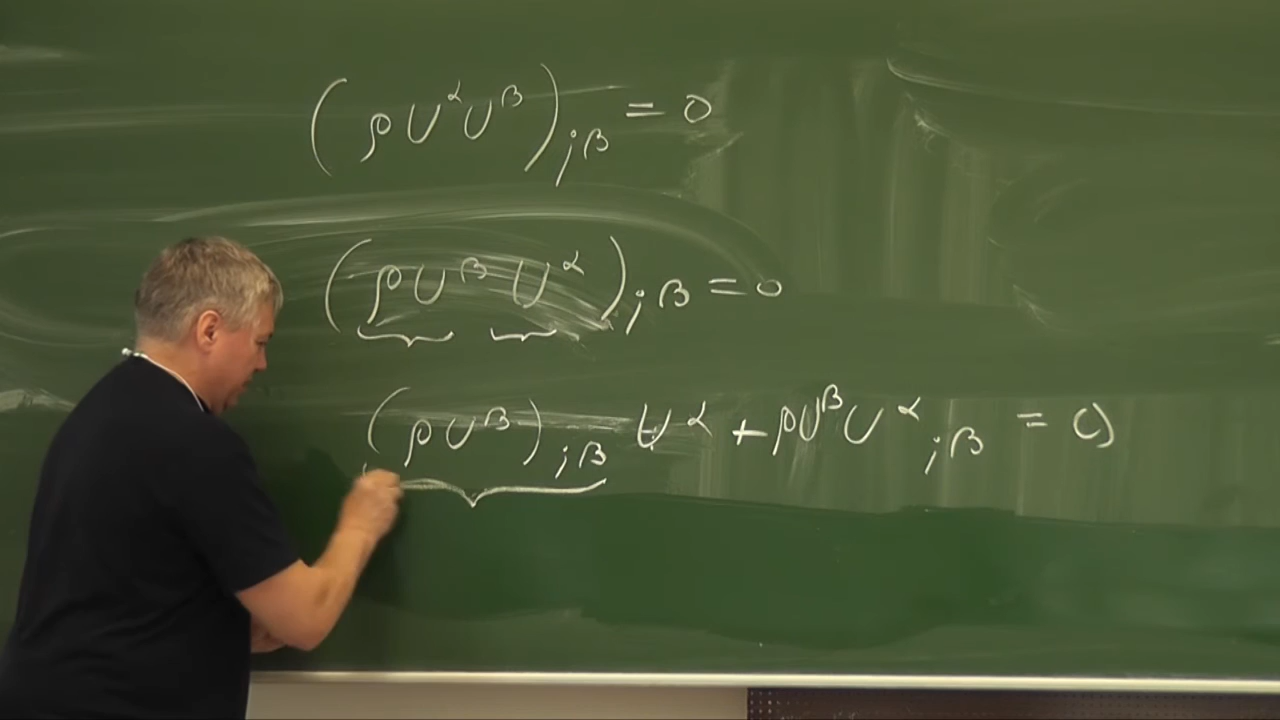 (ρU^α U^β)_{;β} = 0
(ρU^β U^α)_{;β} = 0
(ρU^β)_{;β} U^α + ρU^β U^α_{;β} = 0